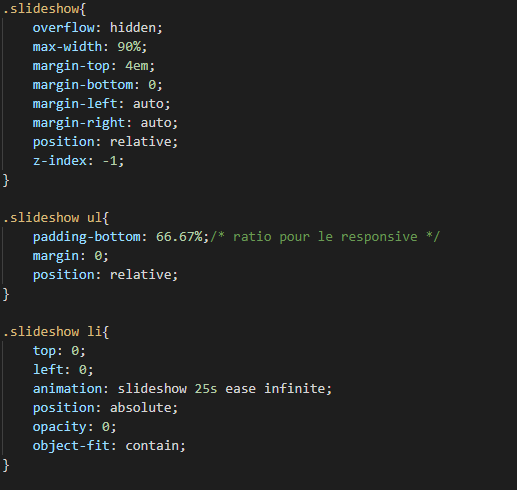 .slideshow{
    overflow: hidden;
    max-width: 90%;
    margin-top: 4em;
    margin-bottom: 0;
    margin-left: auto;
    margin-right: auto;
    position: relative;
    z-index: -1;
}

.slideshow ul{
    padding-bottom: 66.67%;/* ratio pour le responsive */
    margin: 0;
    position: relative;
}

.slideshow li{
    top: 0;
    left: 0;
    animation: slideshow 25s ease infinite;
    position: absolute;
    opacity: 0;
    object-fit: contain;
}